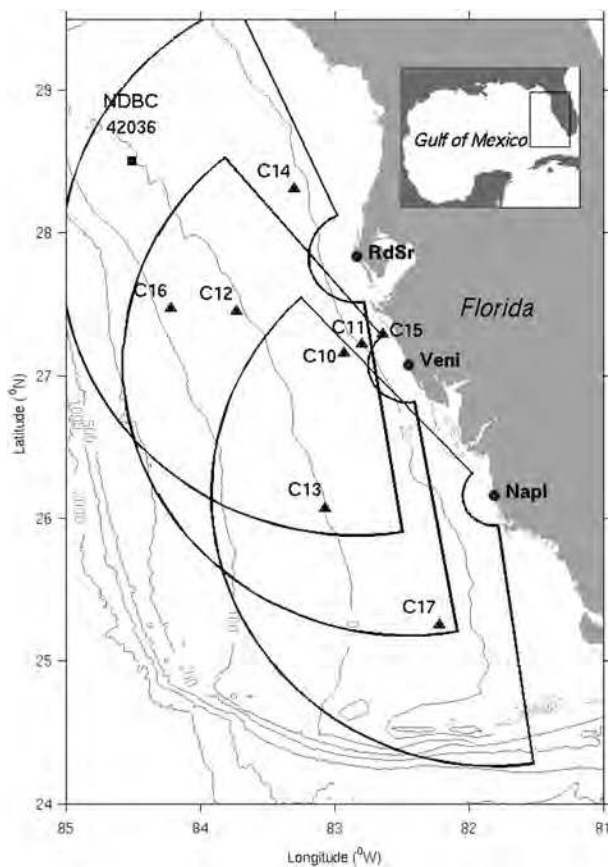 29
28
27
26
25
24
85
84
83
82
81
Latitude (°N)
Longitude (°W)
NDBC
42036
C14
RdSr
C16
C12
C11
C15
C10
Veni
C13
Napl
C17
Florida
Gulf of Mexico
100